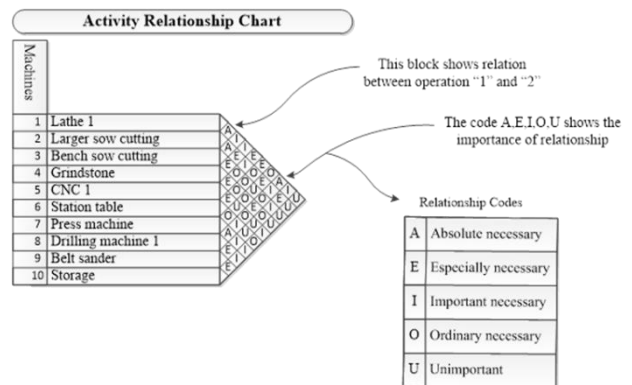 Activity Relationship Chart
Machines
This block shows relation
between operation “1” and “2”
The code A,E,I,O,U shows the
importance of relationship
1 Lathe 1
2 Larger sow cutting
3 Bench sow cutting
4 Grindstone
5 CNC 1
6 Station table
7 Press machine
8 Drilling machine 1
9 Belt sander
10 Storage
Relationship Codes
A Absolute necessary
E Especially necessary
I Important necessary
O Ordinary necessary
U Unimportant